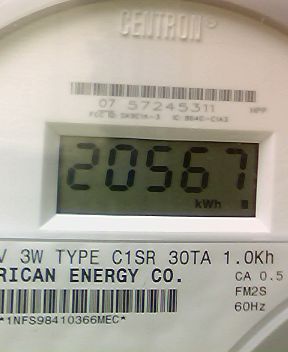 CENTRON®
07 57245311 HPP
20567
kWh
V 3W TYPE C1SR 30TA 1.0Kh
RICAN ENERGY CO. CA 0.5
FM2S
*1NFS98410366MEC* 60Hz